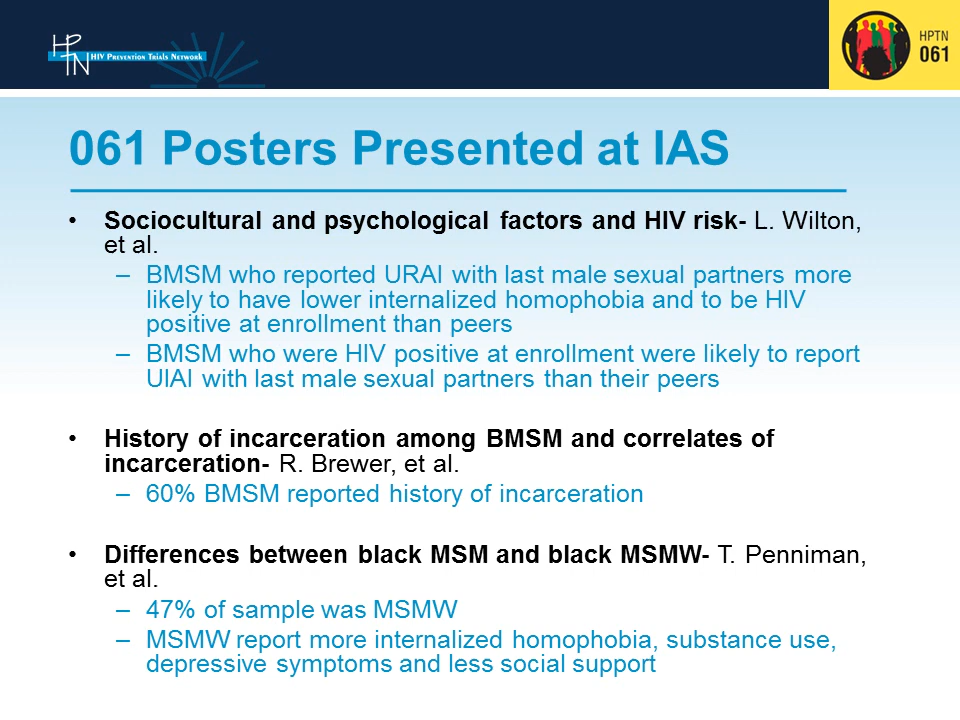 HPTN
HIV Prevention Trials Network
HPTN
061
061 Posters Presented at IAS
• Sociocultural and psychological factors and HIV risk- L. Wilton,
et al.
– BMSM who reported URAI with last male sexual partners more
likely to have lower internalized homophobia and to be HIV
positive at enrollment than peers
– BMSM who were HIV positive at enrollment were likely to report
UIAI with last male sexual partners than their peers
• History of incarceration among BMSM and correlates of
incarceration- R. Brewer, et al.
– 60% BMSM reported history of incarceration
• Differences between black MSM and black MSMW- T. Penniman,
et al.
– 47% of sample was MSMW
– MSMW report more internalized homophobia, substance use,
depressive symptoms and less social support